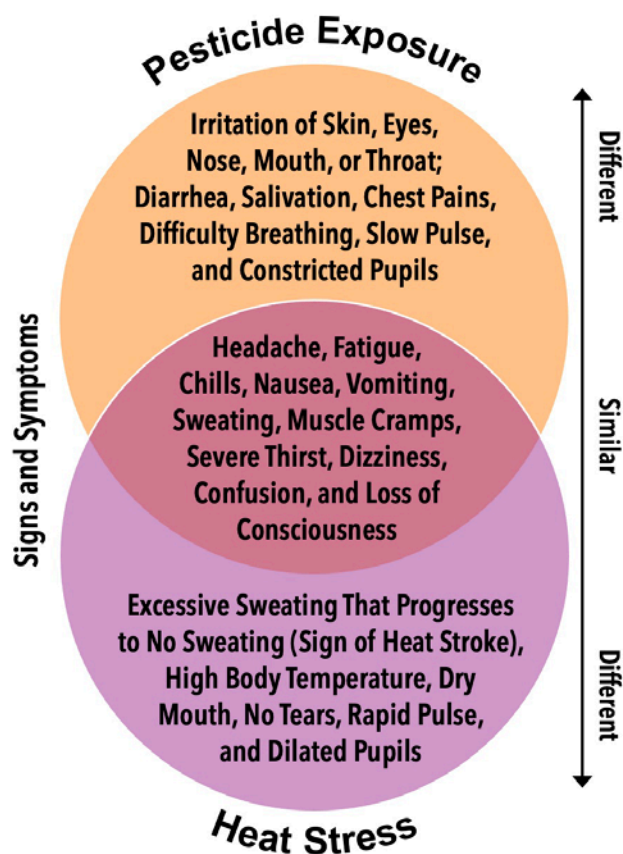 Pesticide Exposure
Irritation of Skin, Eyes,
Nose, Mouth, or Throat;
Diarrhea, Salivation, Chest Pains,
Difficulty Breathing, Slow Pulse,
and Constricted Pupils
Different
Signs and Symptoms
Headache, Fatigue,
Chills, Nausea, Vomiting,
Sweating, Muscle Cramps,
Severe Thirst, Dizziness,
Confusion, and Loss of
Consciousness
Similar
Excessive Sweating That Progresses
to No Sweating (Sign of Heat Stroke),
High Body Temperature, Dry
Mouth, No Tears, Rapid Pulse,
and Dilated Pupils
Different
Heat Stress